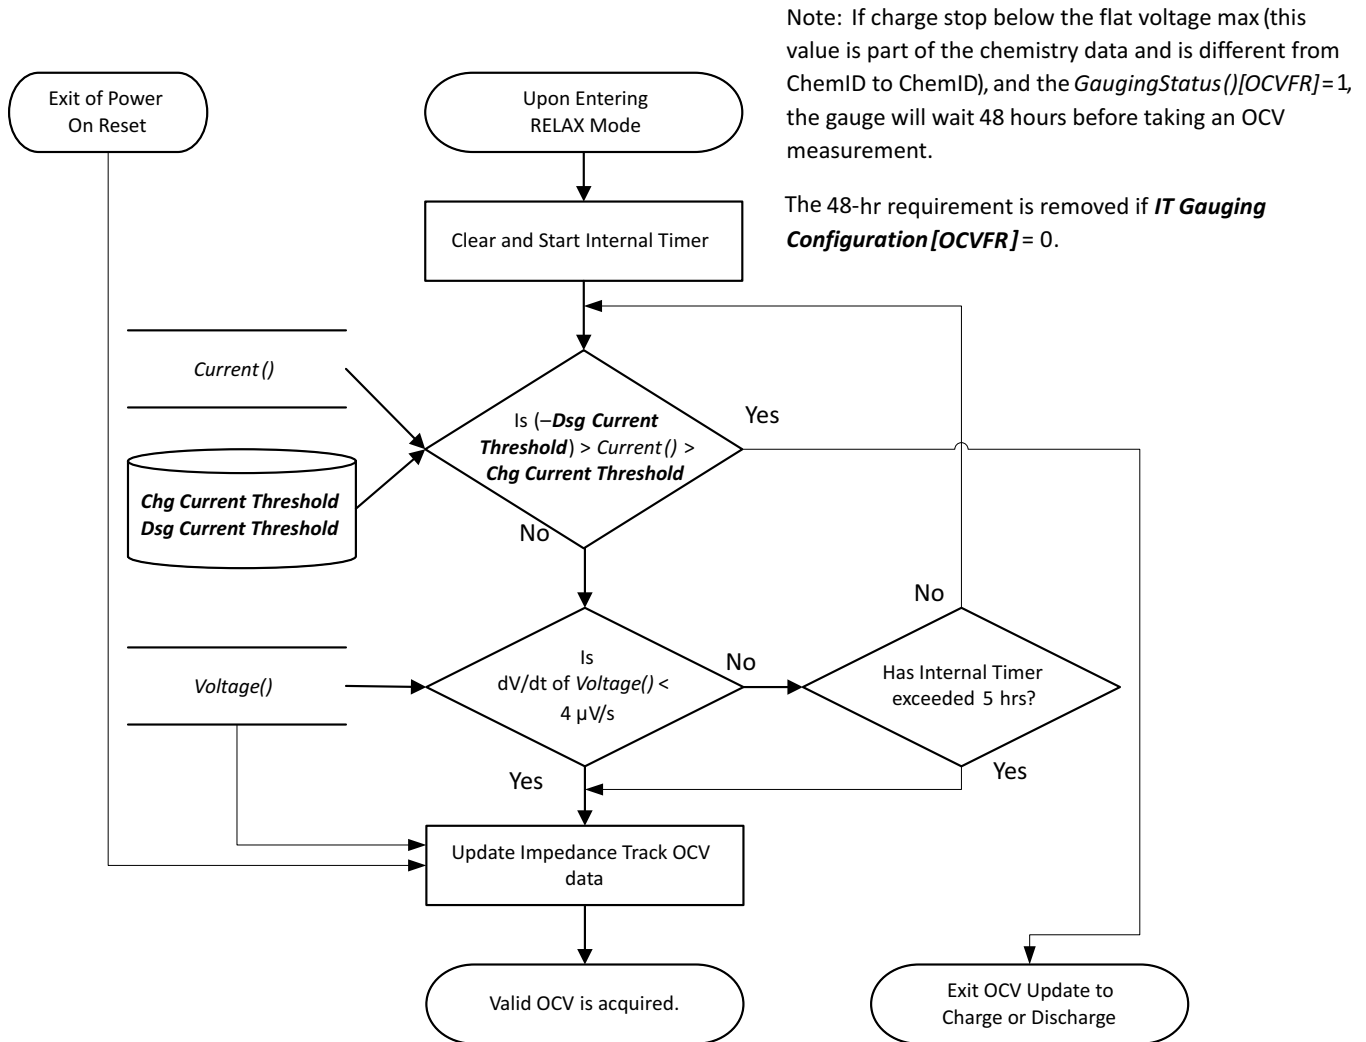 Note: If charge stop below the flat voltage max (this
value is part of the chemistry data and is different from
ChemID to ChemID), and the GaugingStatus()[OCVFR] = 1,
the gauge will wait 48 hours before taking an OCV
measurement.
The 48-hr requirement is removed if IT Gauging
Configuration[OCVFR] = 0.
Exit of Power
On Reset
Upon Entering
RELAX Mode
Clear and Start Internal Timer
Current ()
Chg Current Threshold
Dsg Current Threshold
Is (–Dsg Current
Threshold) > Current() >
Chg Current Threshold
Yes
No
Voltage()
Is
dV/dt of Voltage() <
4 µV/s
No
Yes
Has Internal Timer
exceeded 5 hrs?
No
Yes
Update Impedance Track OCV
data
Valid OCV is acquired.
Exit OCV Update to
Charge or Discharge